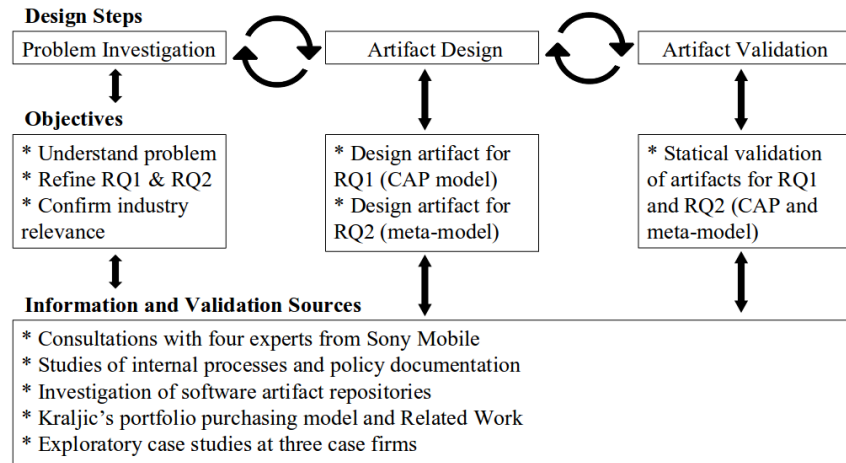 Design Steps
Problem Investigation
Artifact Design
Artifact Validation
Objectives
* Understand problem
* Refine RQ1 & RQ2
* Confirm industry
relevance
* Design artifact for
RQ1 (CAP model)
* Design artifact for
RQ2 (meta-model)
* Statical validation
of artifacts for RQ1
and RQ2 (CAP and
meta-model)
Information and Validation Sources
* Consultations with four experts from Sony Mobile
* Studies of internal processes and policy documentation
* Investigation of software artifact repositories
* Kraljic’s portfolio purchasing model and Related Work
* Exploratory case studies at three case firms